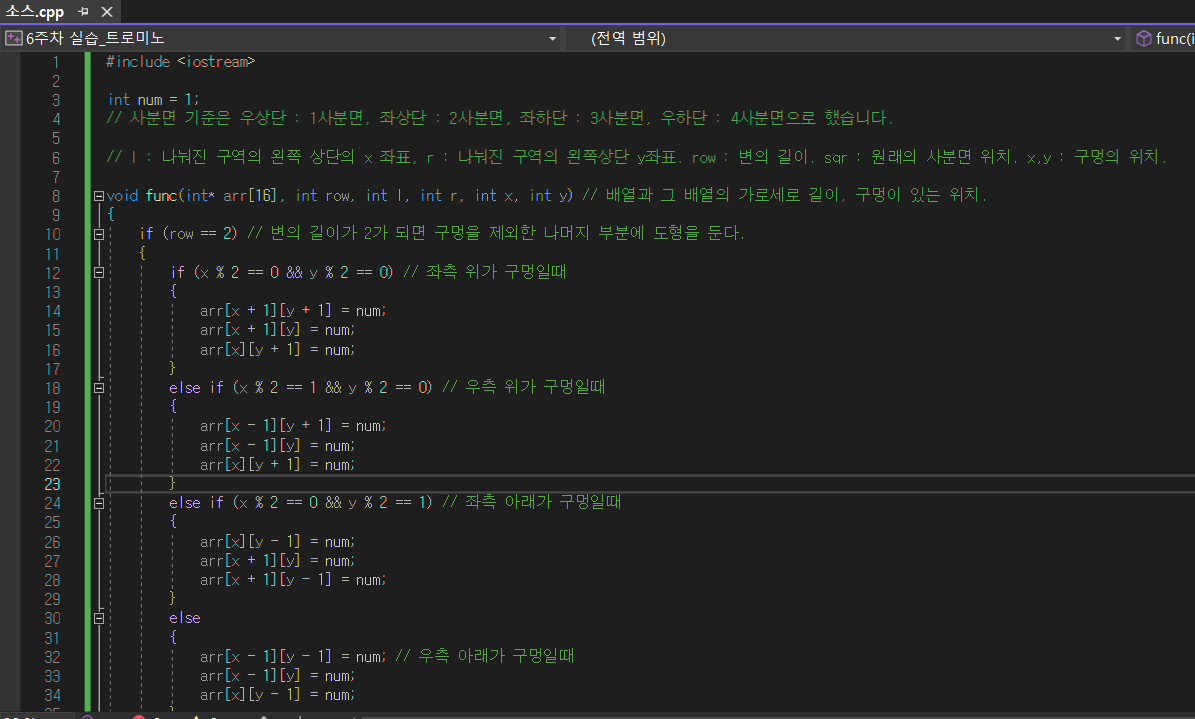 소스.cpp
6주차 실습_트로미노 (전역 범위) func(i
1 #include <iostream>
2
3 int num = 1;
4 // 사분면 기준은 우상단 : 1사분면, 좌상단 : 2사분면, 좌하단 : 3사분면, 우하단 : 4사분면으로 했습니다.
5
6 // l : 나눠진 구역의 왼쪽 상단의 x 좌표, r : 나눠진 구역의 왼쪽상단 y좌표. row : 변의 길이. sqr : 원래의 사분면 위치. x,y : 구멍의 위치.
7
8 void func(int* arr[16], int row, int l, int r, int x, int y) // 배열과 그 배열의 가로세로 길이, 구멍이 있는 위치.
9 {
10 if (row == 2) // 변의 길이가 2가 되면 구멍을 제외한 나머지 부분에 도형을 둔다.
11 {
12 if (x % 2 == 0 && y % 2 == 0) // 좌측 위가 구멍일때
13 {
14 arr[x + 1][y + 1] = num;
15 arr[x + 1][y] = num;
16 arr[x][y + 1] = num;
17 }
18 else if (x % 2 == 1 && y % 2 == 0) // 우측 위가 구멍일때
19 {
20 arr[x - 1][y + 1] = num;
21 arr[x - 1][y] = num;
22 arr[x][y + 1] = num;
23 }
24 else if (x % 2 == 0 && y % 2 == 1) // 좌측 아래가 구멍일때
25 {
26 arr[x][y - 1] = num;
27 arr[x + 1][y] = num;
28 arr[x + 1][y - 1] = num;
29 }
30 else
31 {
32 arr[x - 1][y - 1] = num; // 우측 아래가 구멍일때
33 arr[x - 1][y] = num;
34 arr[x][y - 1] = num;